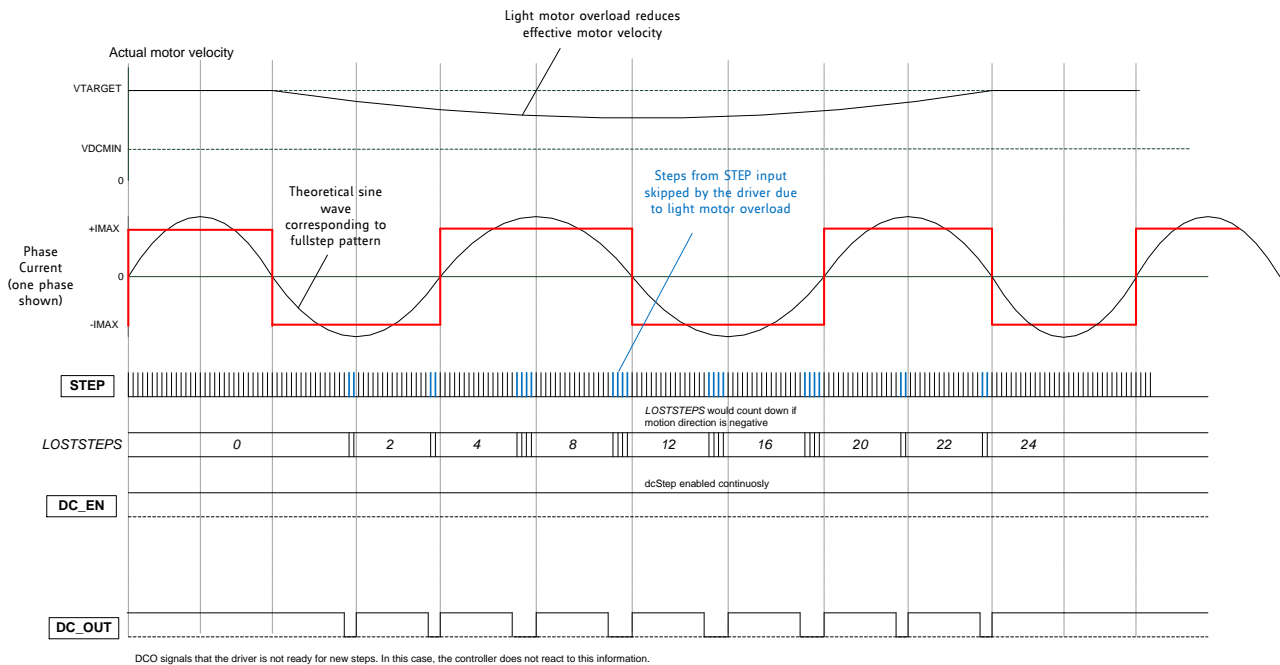 Light motor overload reduces
effective motor velocity
Actual motor velocity
VTARGET
VDCMIN
0
Steps from STEP input
skipped by the driver due
to light motor overload
Theoretical sine
wave
corresponding to
fullstep pattern
+IMAX
Phase
Current
(one phase
shown)
0
-IMAX
STEP
LOSTSTEPS would count down if
motion direction is negative
LOSTSTEPS 0 2 4 8 12 16 20 22 24
dcStep enabled continuosly
DC_EN
DC_OUT
DCO signals that the driver is not ready for new steps. In this case, the controller does not react to this information.